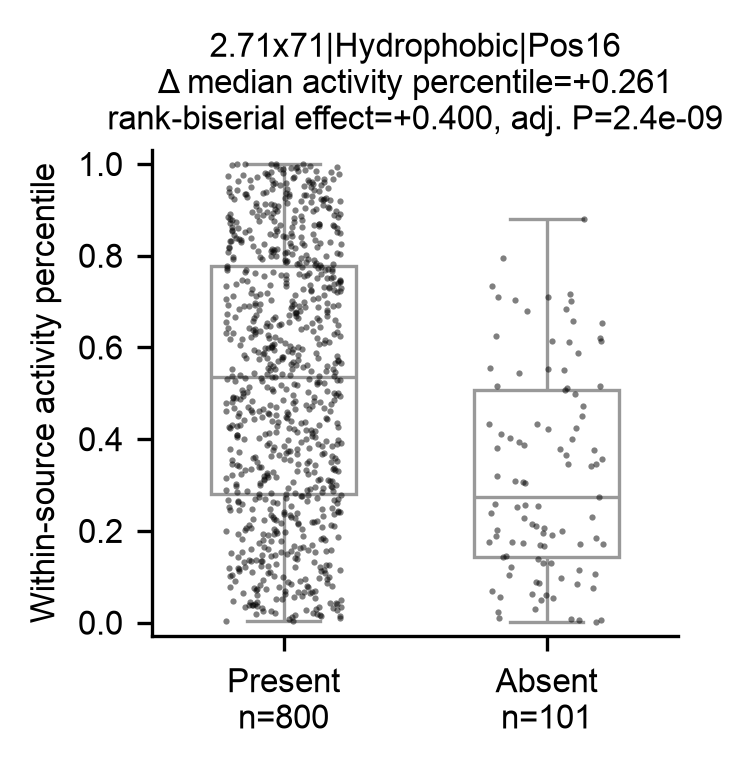 2.71x71|Hydrophobic|Pos16
Δ median activity percentile=+0.261
rank-biserial effect=+0.400, adj. P=2.4e-09
Within-source activity percentile
1.0
0.8
0.6
0.4
0.2
0.0
Present
n=800
Absent
n=101